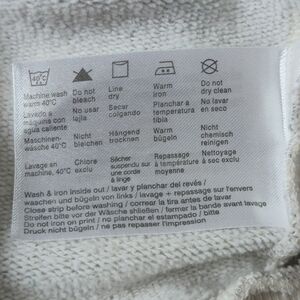 40°C
Machine wash warm 40°C
Do not bleach
Line dry
Warm iron
Do not dry clean
Lavado a máquina con agua caliente
No usar lejia
Secar colgando
Planchar á temperatura tibia
No lavar en seco
Maschinen-wäsche 40°C
Nicht bleichen
Hängend trocknen
Warm bügeln
Nicht chemisch reinigen
Lavage en machine, 40°C
Chlore exclu
Sécher suspendu sur une corde à linge
Repassage à température moyenne
Nettoyage à sec exclu
Wash & iron inside out / lavar y planchar del revés /
waschen und bügeln von links / lavage + repassage sur l'envers
Close strip before washing / correr la tira antes de lavar
Streifen bitte vor der Wäsche shließen / fermer la bande avant lavage
Do not iron on print / no planchar el estampado / bitte
Druck nicht bügeln / ne pas repasser l'impression